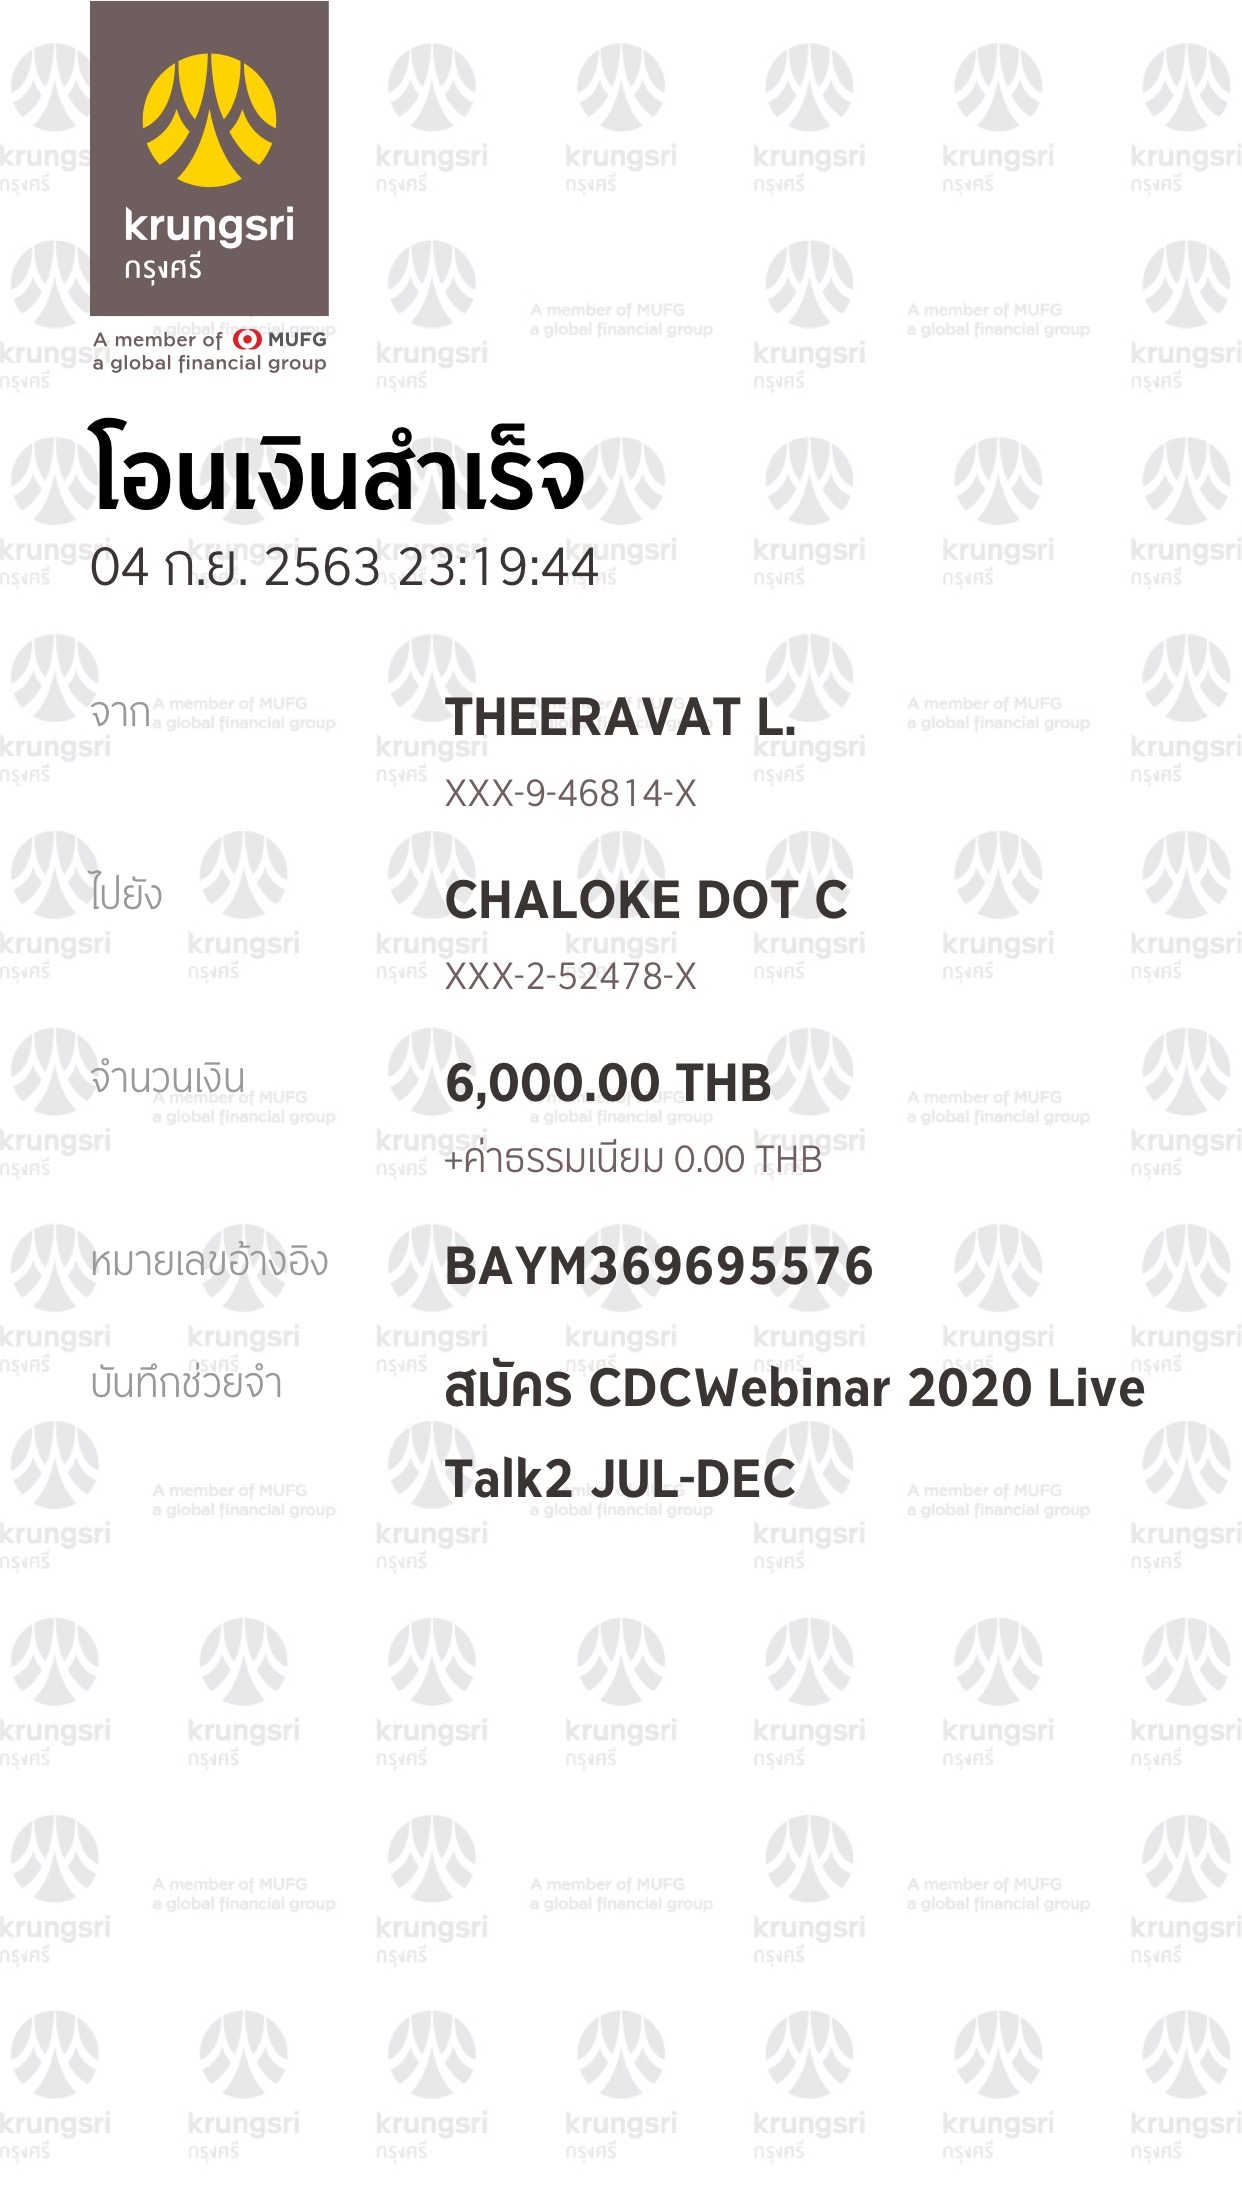 krungsri
กรุงศรี
A member of MUFG
a global financial group
โอนเงินสำเร็จ
04 ก.ย. 2563 23:19:44
จาก THEERAVAT L.
XXX-9-46814-X
ไปยัง CHALOKE DOT C
XXX-2-52478-X
จำนวนเงิน 6,000.00 THB
+ค่าธรรมเนียม 0.00 THB
หมายเลขอ้างอิง BAYM369695576
บันทึกช่วยจำ สมัคร CDCWebinar 2020 Live
Talk2 JUL-DEC